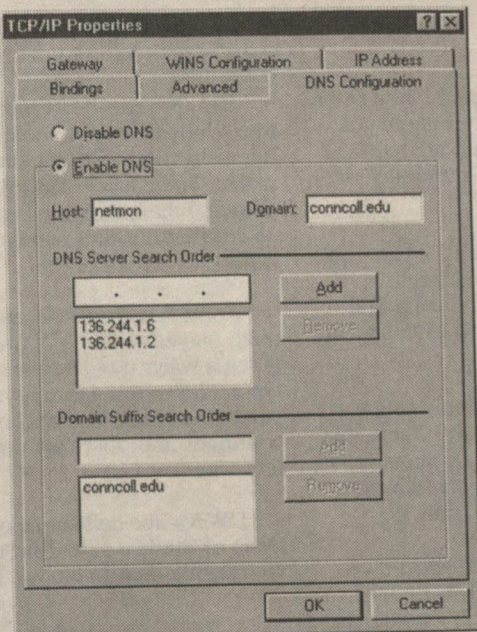 TCP/IP Properties
Gateway WINS Configuration IP Address
Bindings Advanced DNS Configuration
Disable DNS
Enable DNS
Host: netmon Domain: conncoll.edu
DNS Server Search Order
. . . Add
136.244.1.6 Remove
136.244.1.2
Domain Suffix Search Order
Add
conncoll.edu Remove
OK Cancel